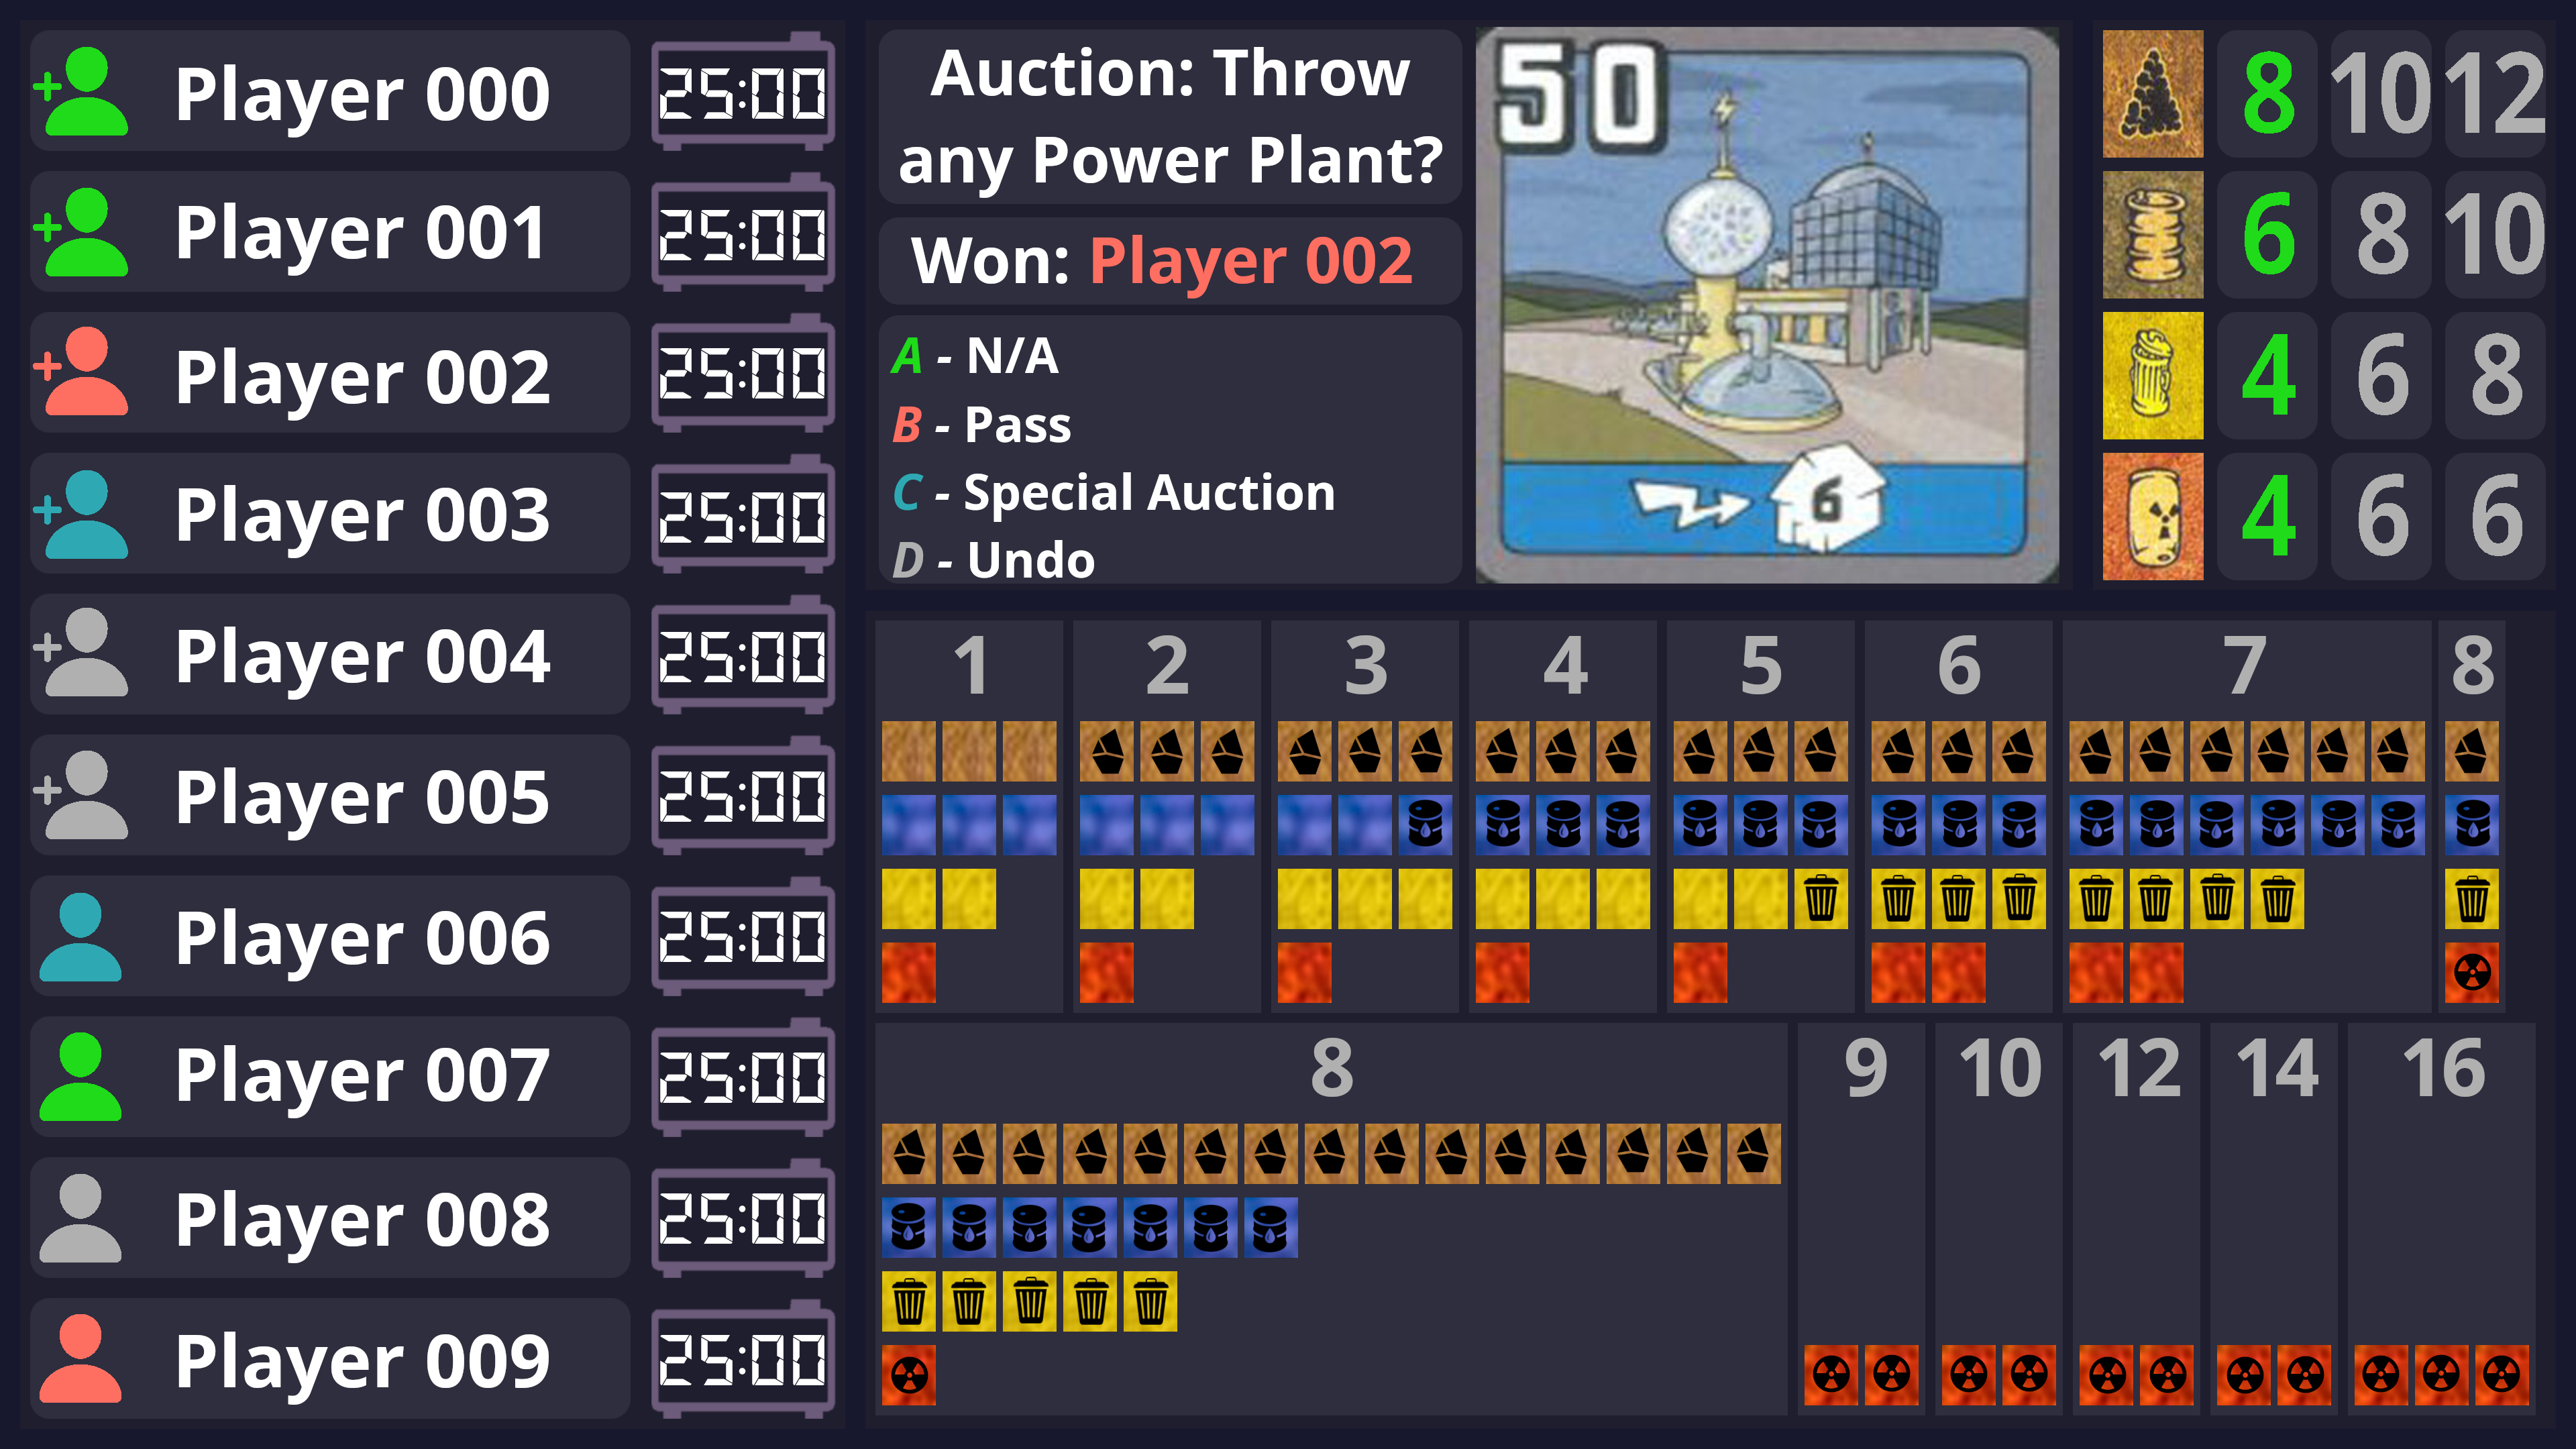 Player 000
25:00
Player 001
25:00
Player 002
25:00
Player 003
25:00
Player 004
25:00
Player 005
25:00
Player 006
25:00
Player 007
25:00
Player 008
25:00
Player 009
25:00
Auction: Throw
any Power Plant?
Won: Player 002
A - N/A
B - Pass
C - Special Auction
D - Undo
50
6
8 10 12
6 8 10
4 6 8
4 6 6
1 2 3 4 5 6 7 8
8 9 10 12 14 16